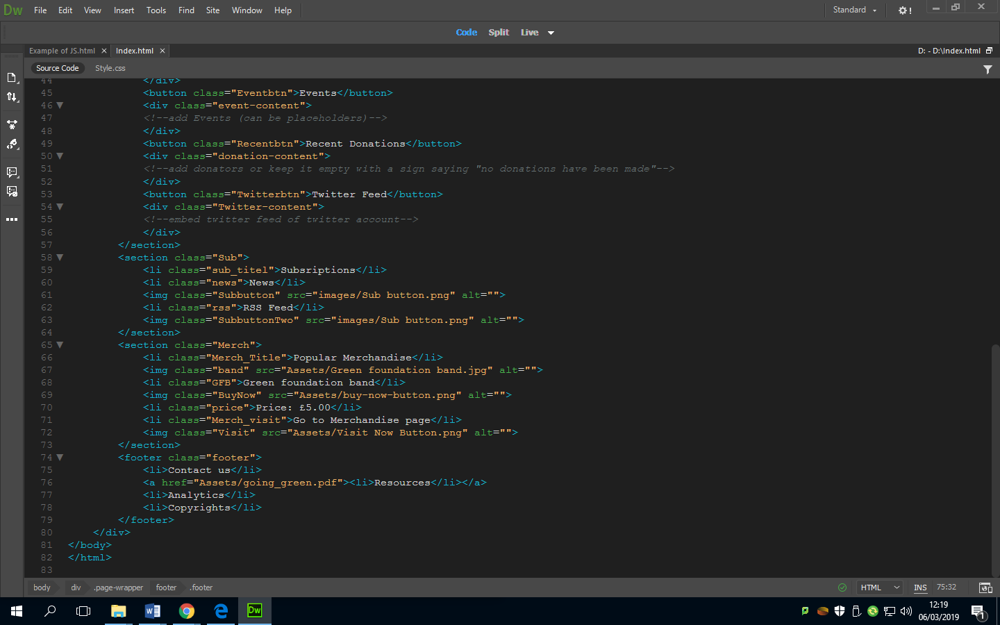 Dw File Edit View Insert Tools Find Site Window Help Standard !
Code Split Live
Example of JS.html × Index.html × D: - D:\Index.html
Source Code Style.css
44 </div>
45 <button class="Eventbtn">Events</button>
46 <div class="event-content">
47 <!--add Events (can be placeholders)-->
48 </div>
49 <button class="Recentbtn">Recent Donations</button>
50 <div class="donation-content">
51 <!--add donators or keep it empty with a sign saying "no donations have been made"-->
52 </div>
53 <button class="Twitterbtn">Twitter Feed</button>
54 <div class="Twitter-content">
55 <!--embed twitter feed of twitter account-->
56 </div>
57 </section>
58 <section class="Sub">
59 <li class="sub_titel">Subsriptions</li>
60 <li class="news">News</li>
61 <img class="Subbutton" src="images/Sub button.png" alt="">
62 <li class="rss">RSS Feed</li>
63 <img class="SubbuttonTwo" src="images/Sub button.png" alt="">
64 </section>
65 <section class="Merch">
66 <li class="Merch_Title">Popular Merchandise</li>
67 <img class="band" src="Assets/Green foundation band.jpg" alt="">
68 <li class="GFB">Green foundation band</li>
69 <img class="BuyNow" src="Assets/buy-now-button.png" alt="">
70 <li class="price">Price: £5.00</li>
71 <li class="Merch_visit">Go to Merchandise page</li>
72 <img class="Visit" src="Assets/Visit Now Button.png" alt="">
73 </section>
74 <footer class="footer">
75 <li>Contact us</li>
76 <a href="Assets/going_green.pdf"><li>Resources</li></a>
77 <li>Analytics</li>
78 <li>Copyrights</li>
79 </footer>
80 </div>
81 </body>
82 </html>
83
body div .page-wrapper footer .footer HTML INS 75:32
Dw 12:19
06/03/2019 1